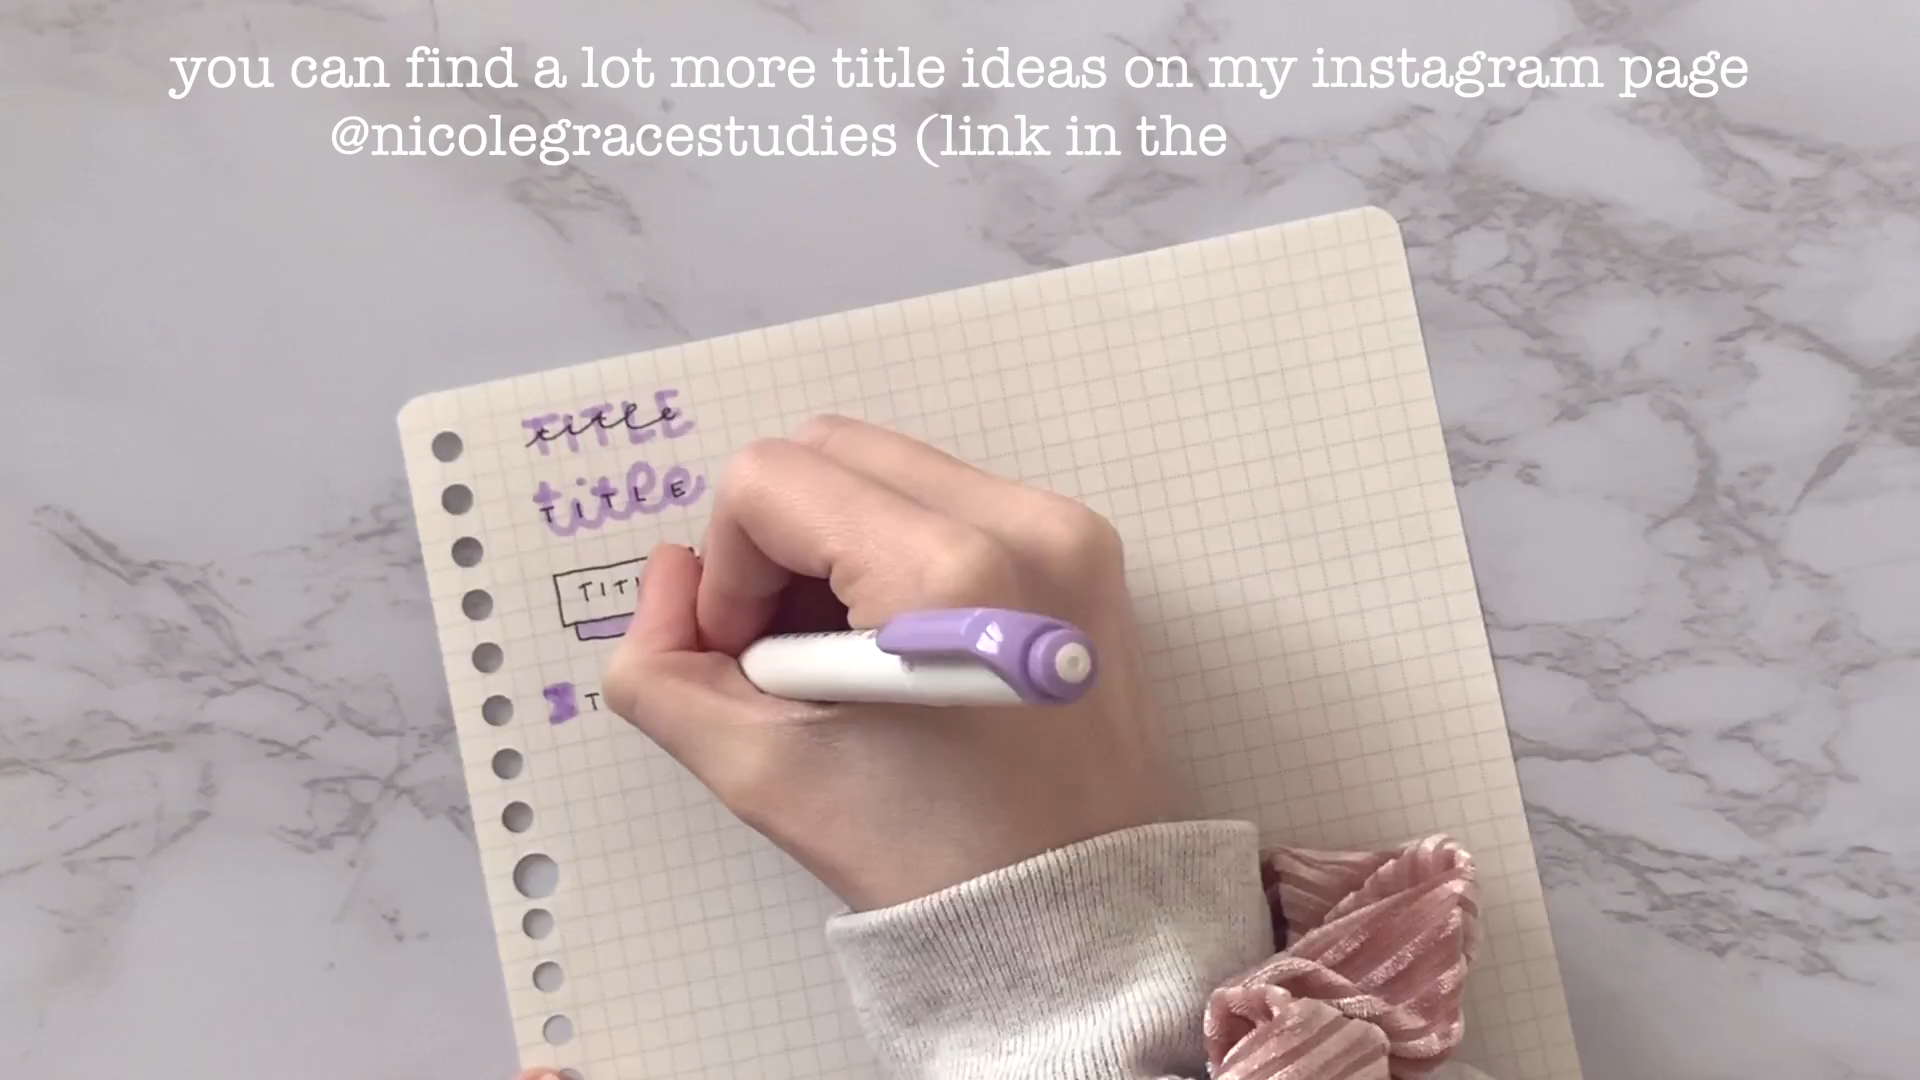 you can find a lot more title ideas on my instagram page
@nicolegracestudies (link in the
TITLE
title
title
TITLE